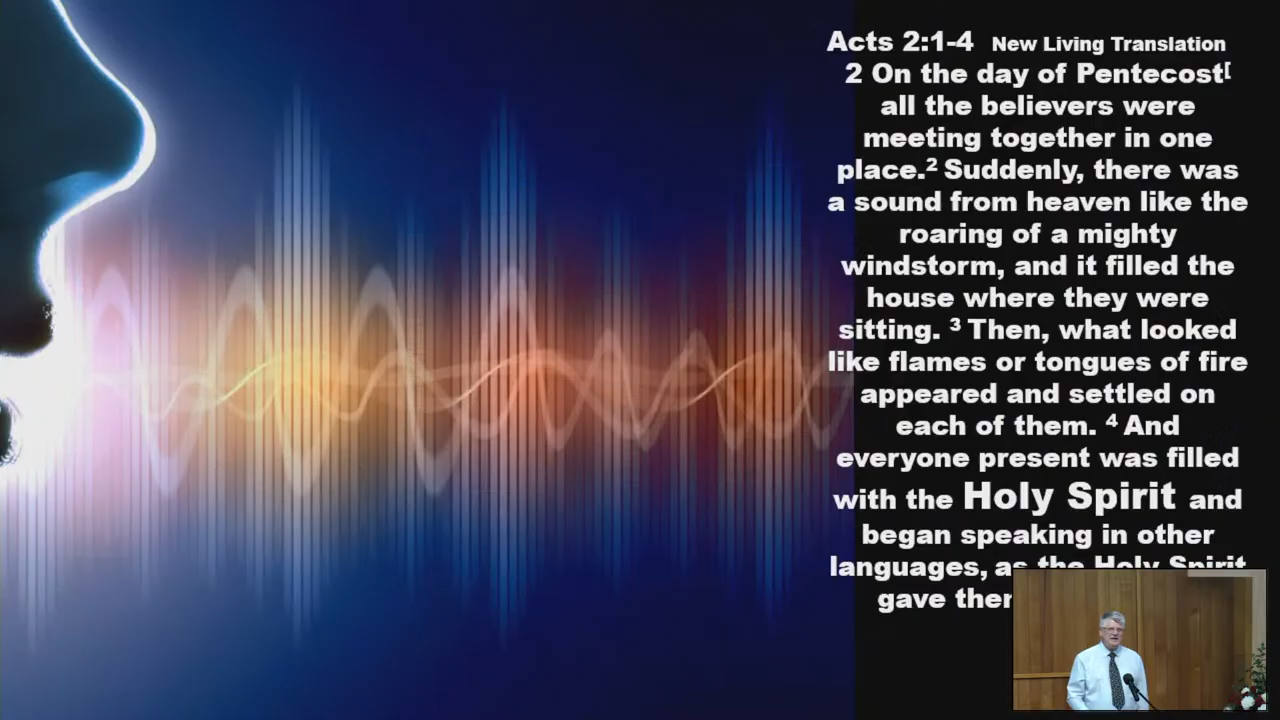 Acts 2:1-4 New Living Translation
2 On the day of Pentecost[
all the believers were
meeting together in one
place.² Suddenly, there was
a sound from heaven like the
roaring of a mighty
windstorm, and it filled the
house where they were
sitting. ³ Then, what looked
like flames or tongues of fire
appeared and settled on
each of them. ⁴ And
everyone present was filled
with the Holy Spirit and
began speaking in other
languages, as the Holy Spirit
gave